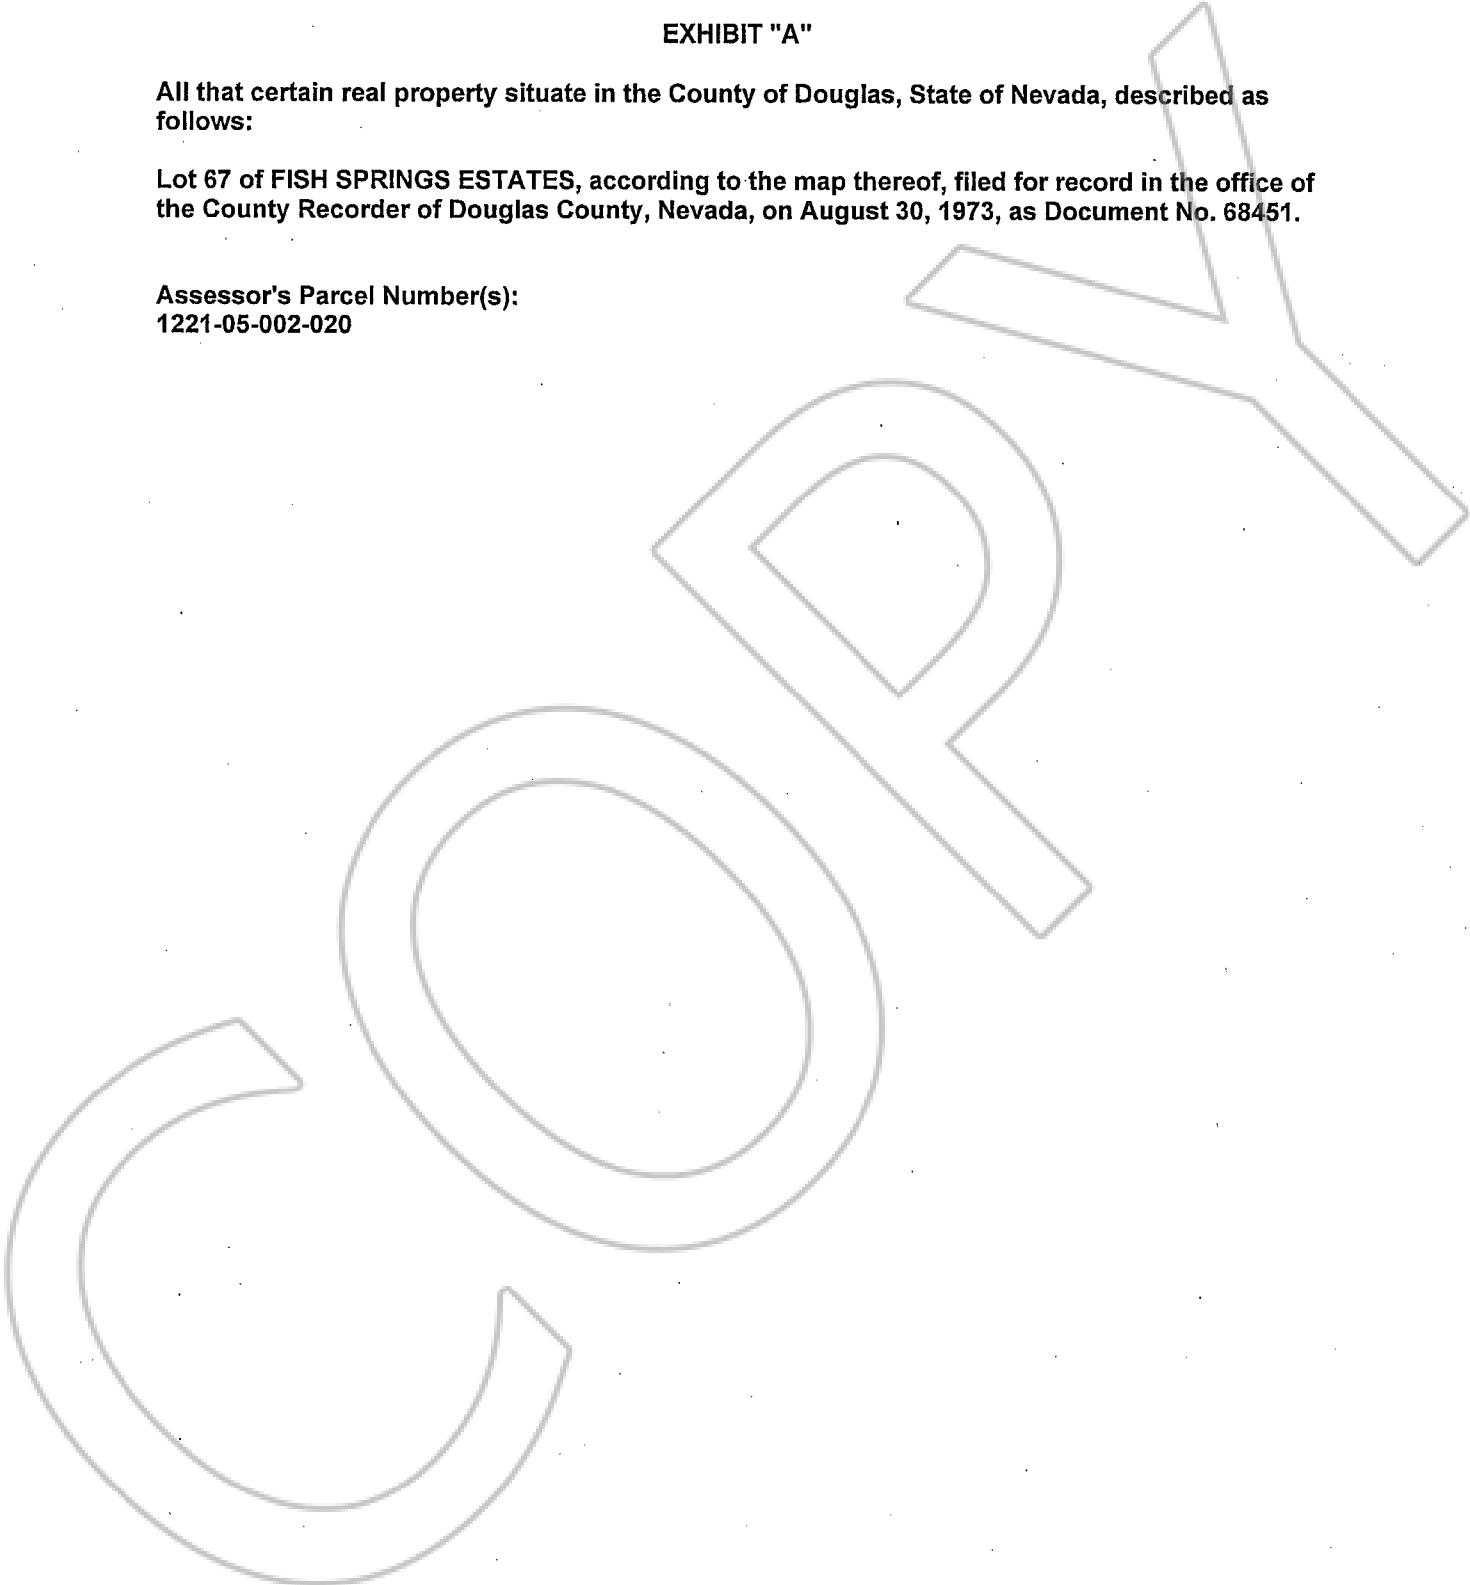 EXHIBIT "A"
All that certain real property situate in the County of Douglas, State of Nevada, described as
follows:
Lot 67 of FISH SPRINGS ESTATES, according to the map thereof, filed for record in the office of
the County Recorder of Douglas County, Nevada, on August 30, 1973, as Document No. 68451.
Assessor's Parcel Number(s):
1221-05-002-020
COPY